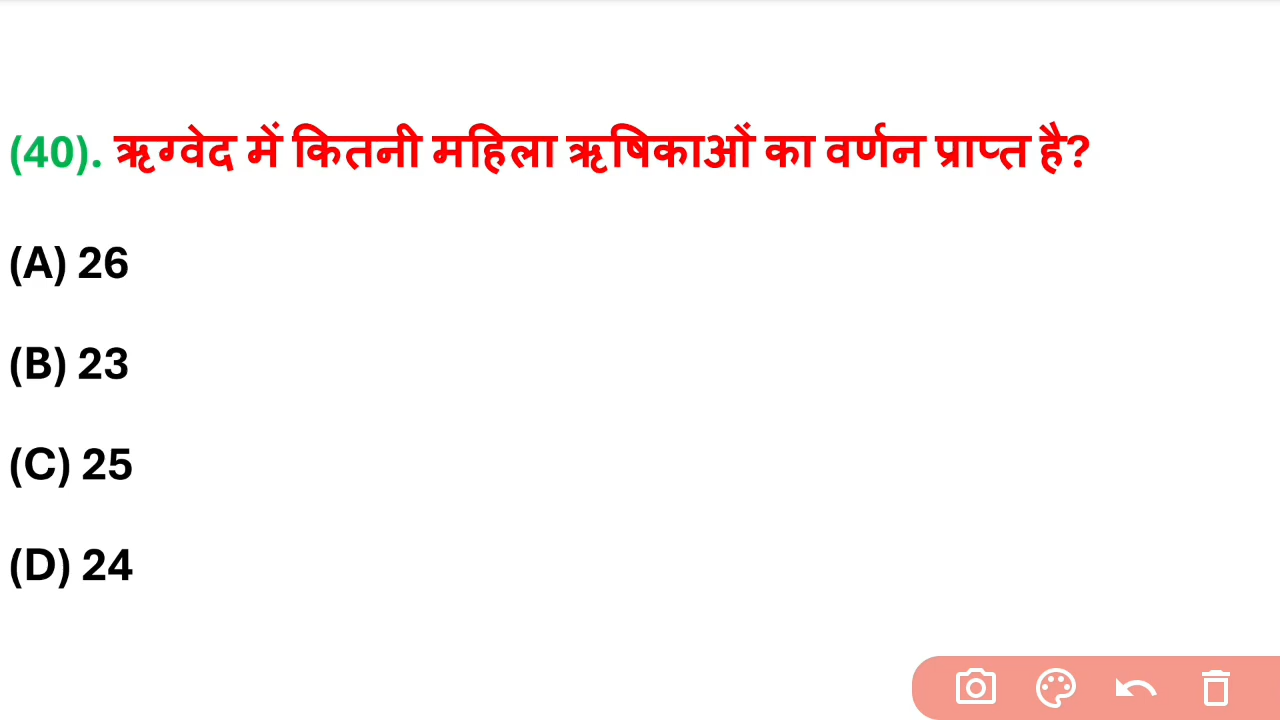 (40). ऋग्वेद में कितनी महिला ऋषिकाओं का वर्णन प्राप्त है?
(A) 26
(B) 23
(C) 25
(D) 24